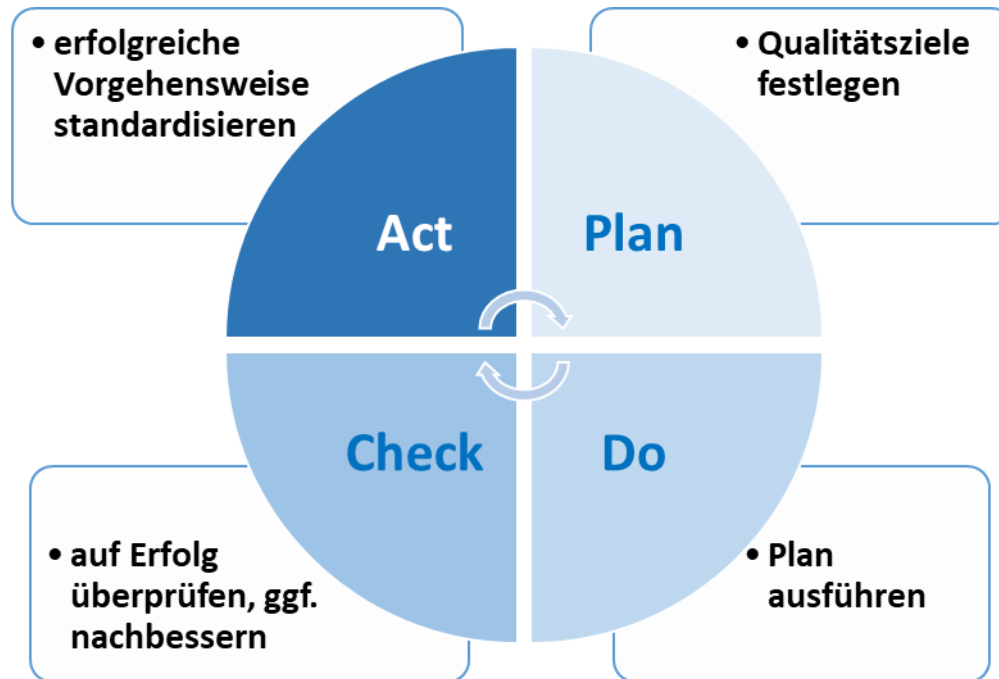 • erfolgreiche
Vorgehensweise
standardisieren
• Qualitätsziele
festlegen
Act
Plan
Check
Do
• auf Erfolg
überprüfen, ggf.
nachbessern
• Plan
ausführen